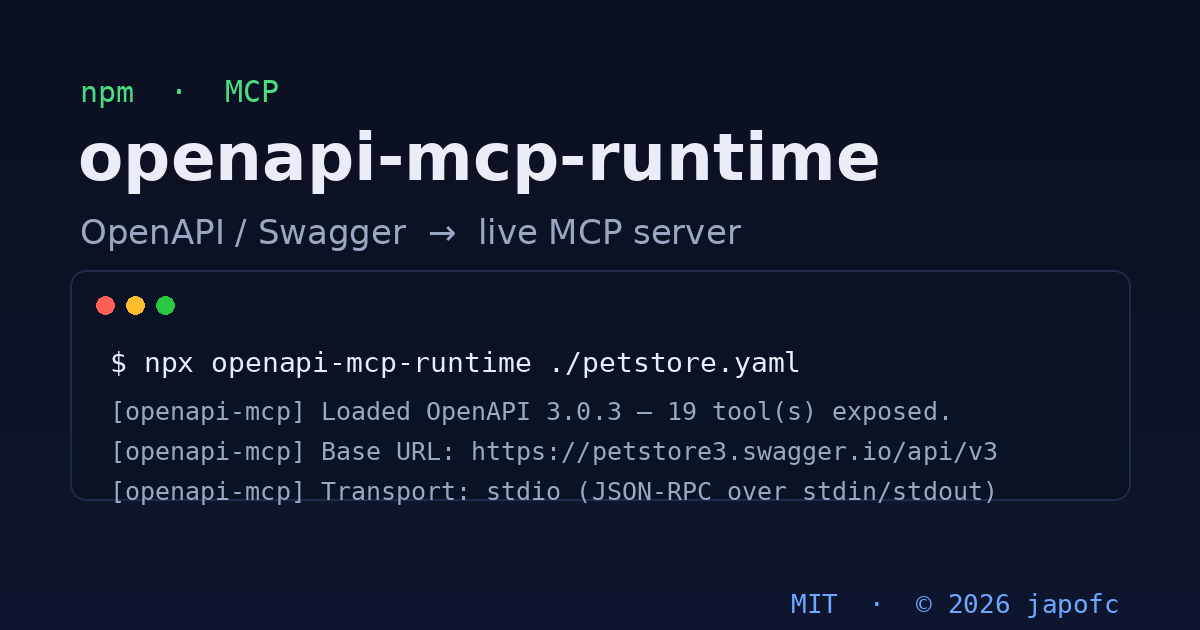 npm · MCP
openapi-mcp-runtime
OpenAPI / Swagger → live MCP server
$ npx openapi-mcp-runtime ./petstore.yaml
[openapi-mcp] Loaded OpenAPI 3.0.3 — 19 tool(s) exposed.
[openapi-mcp] Base URL: https://petstore3.swagger.io/api/v3
[openapi-mcp] Transport: stdio (JSON-RPC over stdin/stdout)
MIT · © 2026 japofc